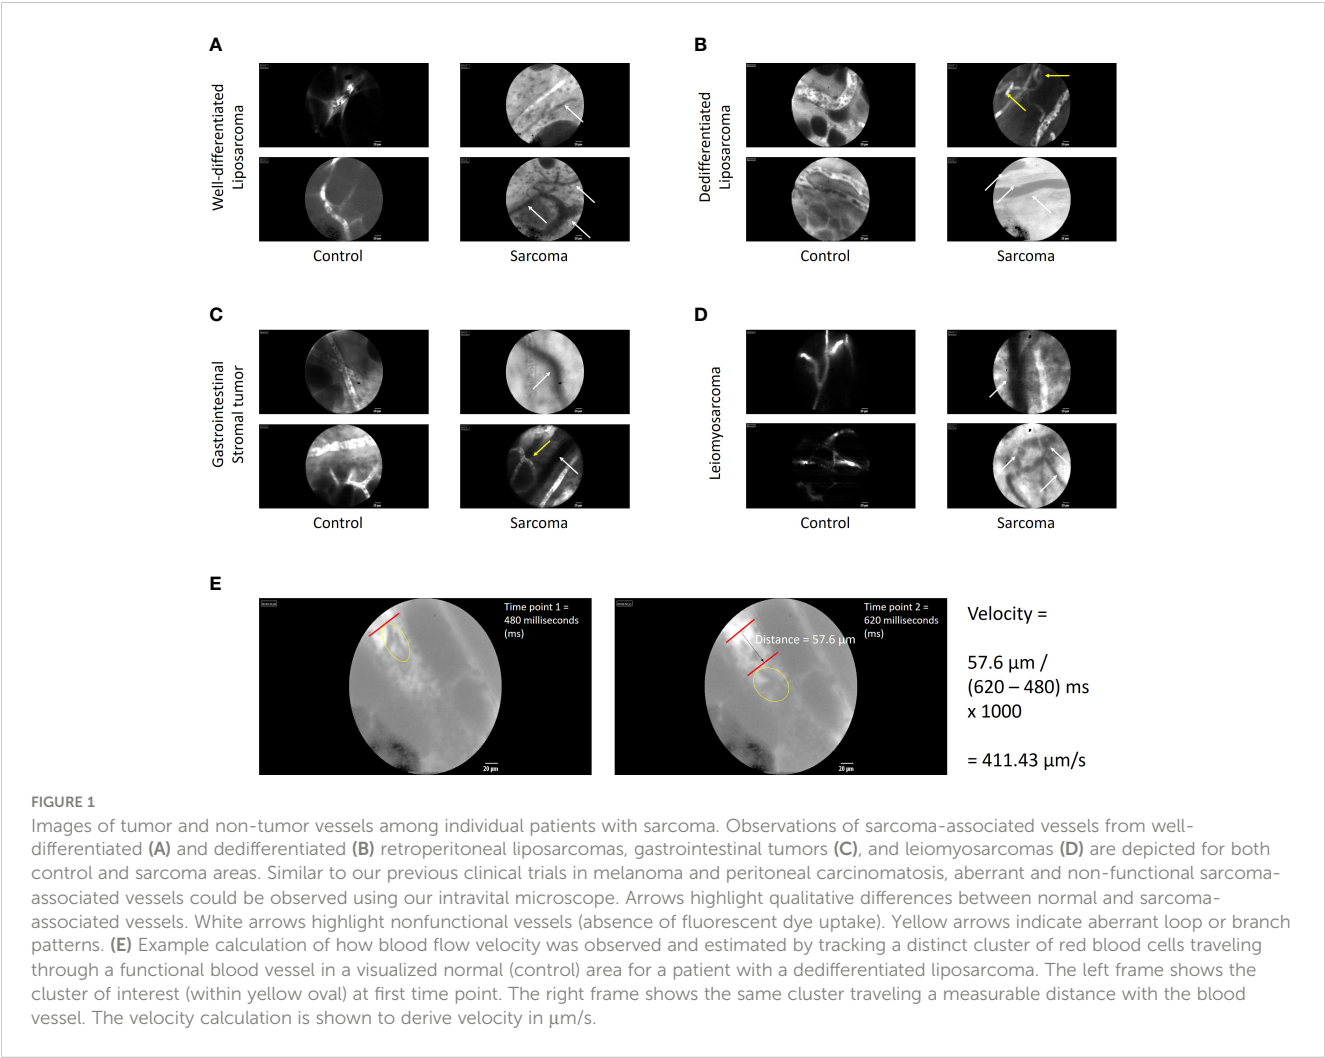 A
B
Well-differentiated
Liposarcoma
Dedifferentiated
Liposarcoma
Control
Sarcoma
Control
Sarcoma
C
D
Gastrointestinal
Stromal tumor
Leiomyosarcoma
Control
Sarcoma
Control
Sarcoma
E
Time point 1 =
480 milliseconds
(ms)
20 µm
Time point 2 =
620 milliseconds
(ms)
Distance = 57.6 µm
20 µm
Velocity =
57.6 µm /
(620 – 480) ms
x 1000
= 411.43 µm/s
FIGURE 1
Images of tumor and non-tumor vessels among individual patients with sarcoma. Observations of sarcoma-associated vessels from well-
differentiated (A) and dedifferentiated (B) retroperitoneal liposarcomas, gastrointestinal tumors (C), and leiomyosarcomas (D) are depicted for both
control and sarcoma areas. Similar to our previous clinical trials in melanoma and peritoneal carcinomatosis, aberrant and non-functional sarcoma-
associated vessels could be observed using our intravital microscope. Arrows highlight qualitative differences between normal and sarcoma-
associated vessels. White arrows highlight nonfunctional vessels (absence of fluorescent dye uptake). Yellow arrows indicate aberrant loop or branch
patterns. (E) Example calculation of how blood flow velocity was observed and estimated by tracking a distinct cluster of red blood cells traveling
through a functional blood vessel in a visualized normal (control) area for a patient with a dedifferentiated liposarcoma. The left frame shows the
cluster of interest (within yellow oval) at first time point. The right frame shows the same cluster traveling a measurable distance with the blood
vessel. The velocity calculation is shown to derive velocity in µm/s.